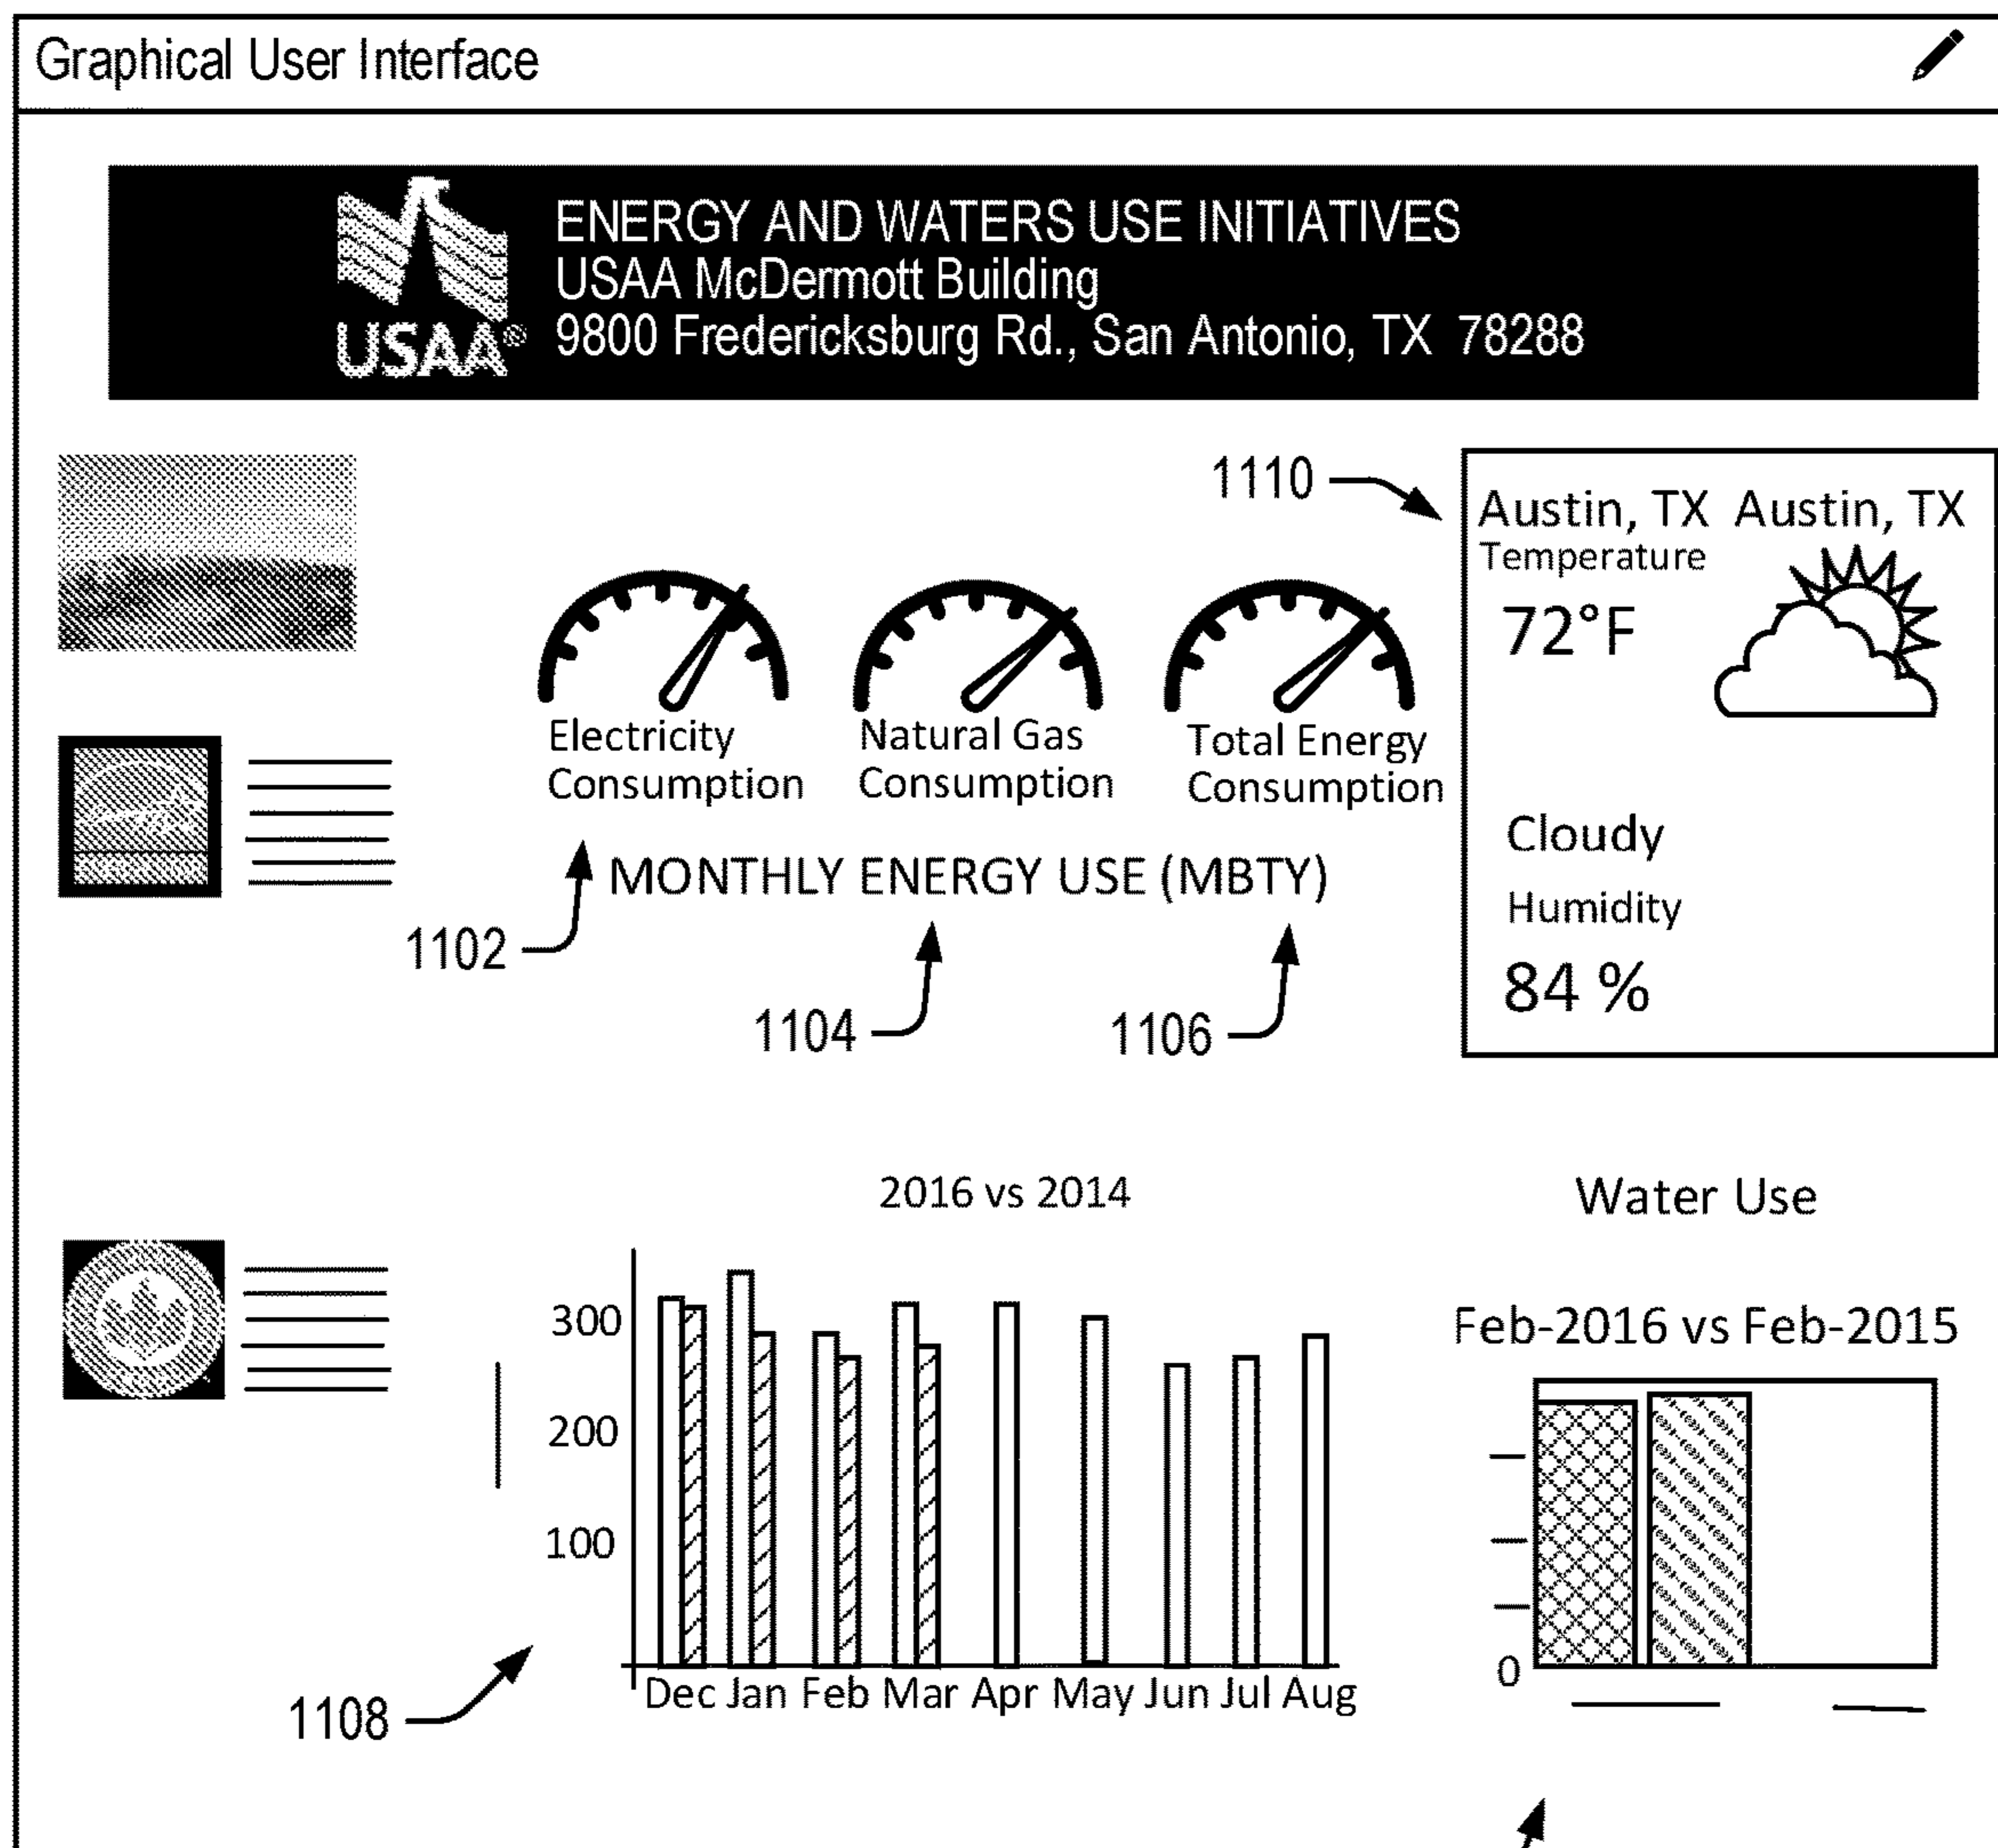 Graphical User Interface
USAA®
ENERGY AND WATERS USE INITIATIVES
USAA McDermott Building
9800 Fredericksburg Rd., San Antonio, TX 78288
1110
Austin, TX Austin, TX
Temperature
72°F
Cloudy
Humidity
84 %
Electricity
Consumption
Natural Gas
Consumption
Total Energy
Consumption
MONTHLY ENERGY USE (MBTY)
1102
1104
1106
2016 vs 2014
300
200
100
Dec Jan Feb Mar Apr May Jun Jul Aug
1108
Water Use
Feb-2016 vs Feb-2015
0